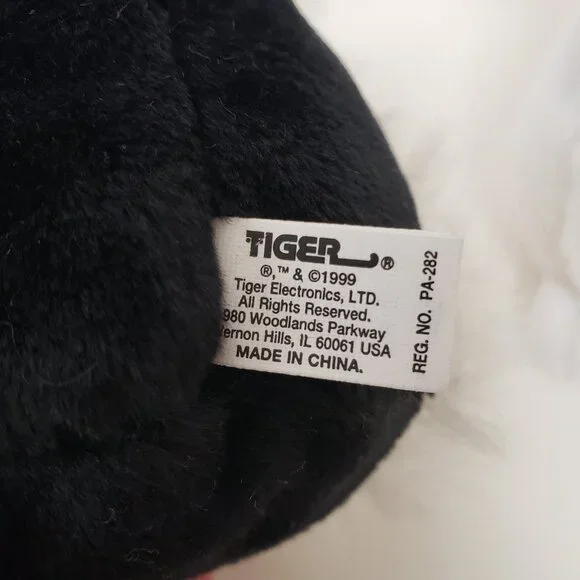 TIGER®
®,™ & ©1999
Tiger Electronics, LTD.
All Rights Reserved.
980 Woodlands Parkway
ernon Hills, IL 60061 USA
MADE IN CHINA.
REG. NO. PA-282